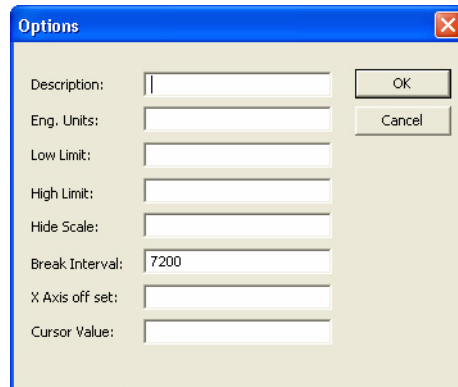 Options
Description:
OK
Eng. Units:
Cancel
Low Limit:
High Limit:
Hide Scale:
Break Interval: 7200
X Axis off set:
Cursor Value: